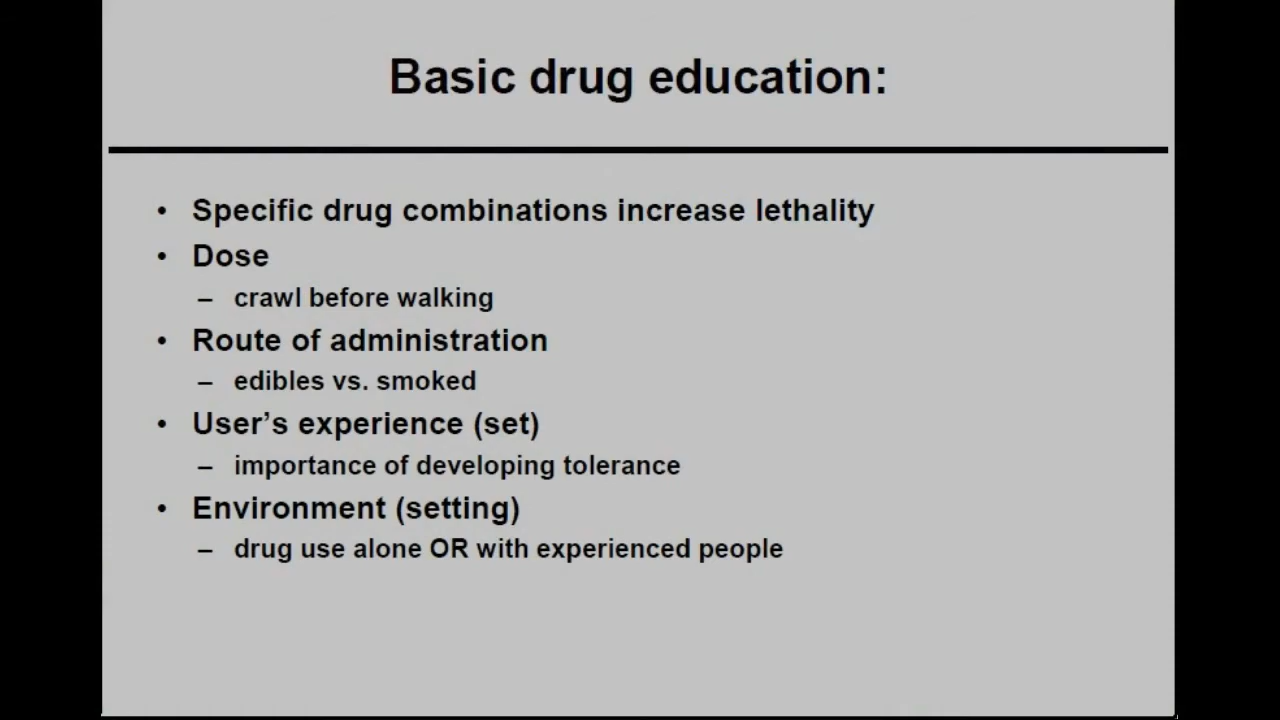 Basic drug education:
• Specific drug combinations increase lethality
• Dose
– crawl before walking
• Route of administration
– edibles vs. smoked
• User’s experience (set)
– importance of developing tolerance
• Environment (setting)
– drug use alone OR with experienced people